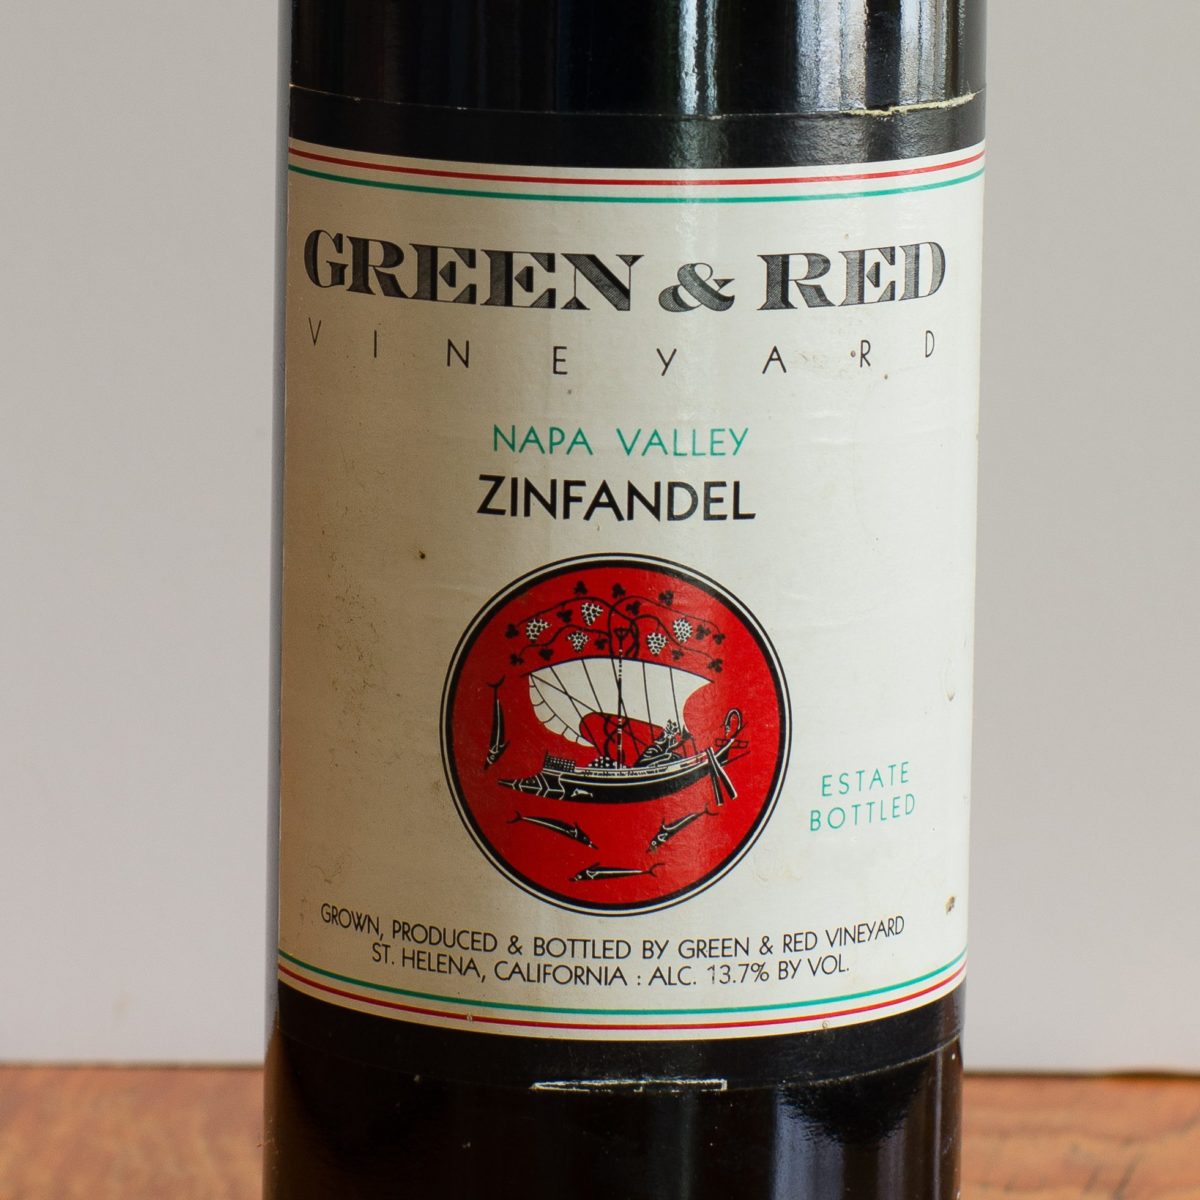 GREEN & RED
VINEYARD
NAPA VALLEY
ZINFANDEL
ESTATE
BOTTLED
GROWN, PRODUCED & BOTTLED BY GREEN & RED VINEYARD
ST. HELENA, CALIFORNIA : ALC. 13.7% BY VOL.